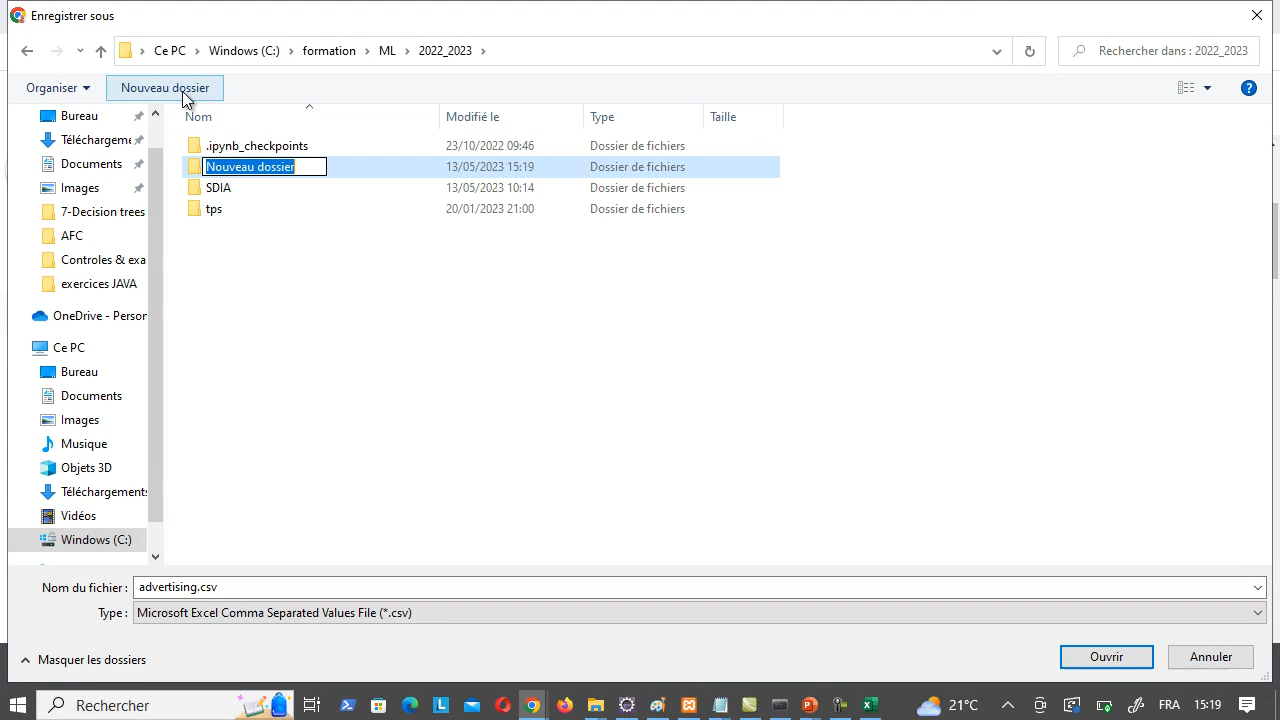 Enregistrer sous
Ce PC > Windows (C:) > formation > ML > 2022_2023 >
Rechercher dans : 2022_2023
Organiser
Nouveau dossier
Nom
Modifié le
Type
Taille
.ipynb_checkpoints 23/10/2022 09:46 Dossier de fichiers
Nouveau dossier 13/05/2023 15:19 Dossier de fichiers
SDIA 13/05/2023 10:14 Dossier de fichiers
tps 20/01/2023 21:00 Dossier de fichiers
Bureau
Téléchargeme
Documents
Images
7-Decision trees
AFC
Controles & exa
exercices JAVA
OneDrive - Person
Ce PC
Bureau
Documents
Images
Musique
Objets 3D
Téléchargements
Vidéos
Windows (C:)
Nom du fichier : advertising.csv
Type : Microsoft Excel Comma Separated Values File (*.csv)
Masquer les dossiers
Ouvrir
Annuler
Rechercher
21°C
FRA
15:19